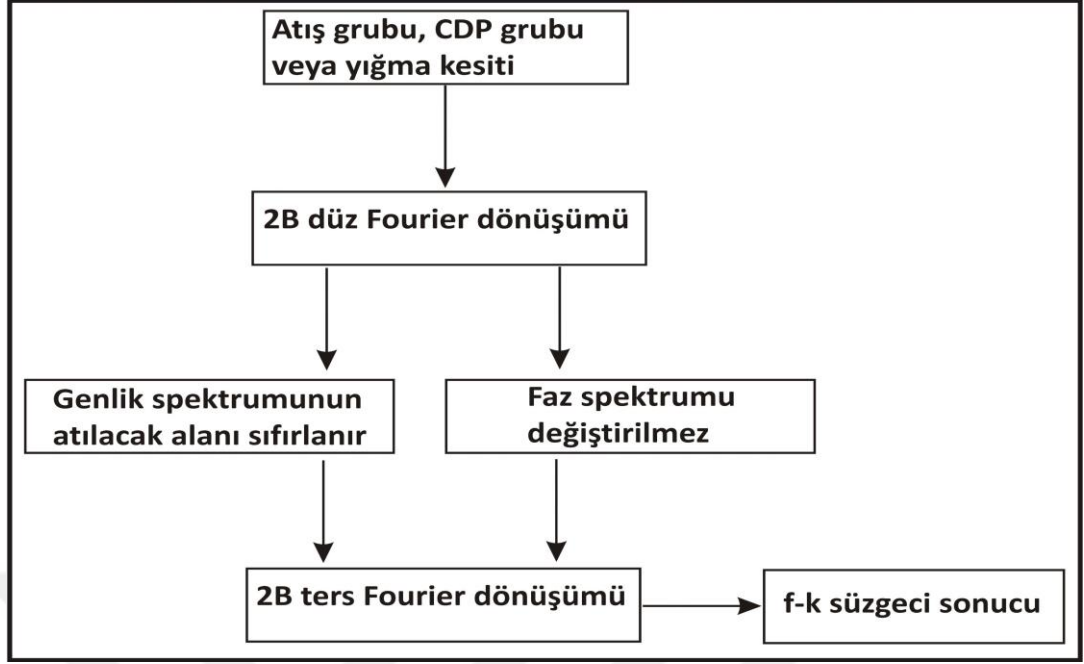 Atış grubu, CDP grubu
veya yığma kesiti
2B düz Fourier dönüşümü
Genlik spektrumunun
atılacak alanı sıfırlanır
Faz spektrumu
değiştirilmez
2B ters Fourier dönüşümü
f-k süzgeci sonucu